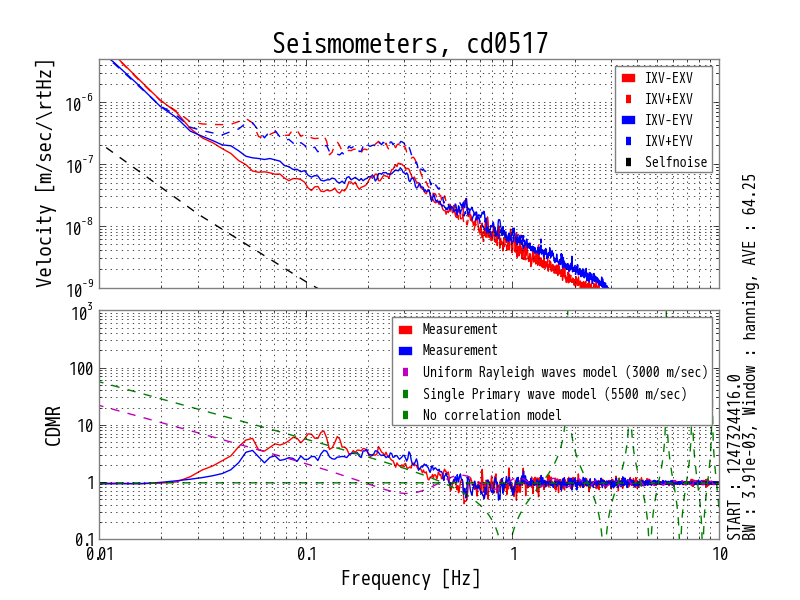 Seismometers, cd0517
Velocity [m/sec/\rtHz]
10^-6
10^-7
10^-8
10^-9
IXV-EXV
IXV+EXV
IXV-EYV
IXV+EYV
Selfnoise
CDMR
10^3
100
10
1
0.1
Measurement
Measurement
Uniform Rayleigh waves model (3000 m/sec)
Single Primary wave model (5500 m/sec)
No correlation model
0.01
0.1
1
10
Frequency [Hz]
START : 1247324416.0
BW : 3.91e-03, Window : hanning, AVE : 64.25